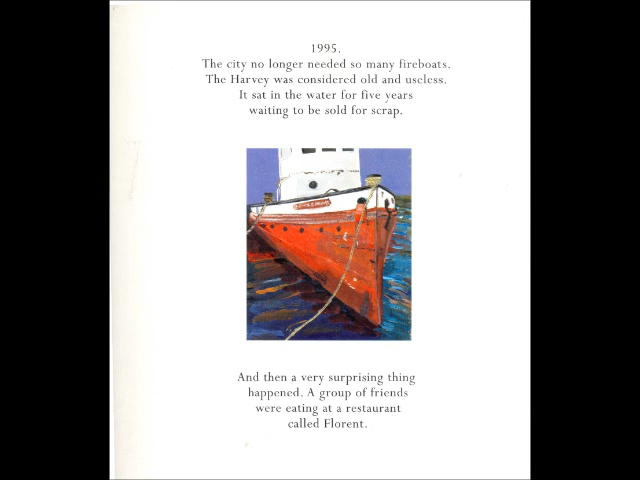 1995.
The city no longer needed so many fireboats.
The Harvey was considered old and useless.
It sat in the water for five years
waiting to be sold for scrap.
And then a very surprising thing
happened. A group of friends
were eating at a restaurant
called Florent.